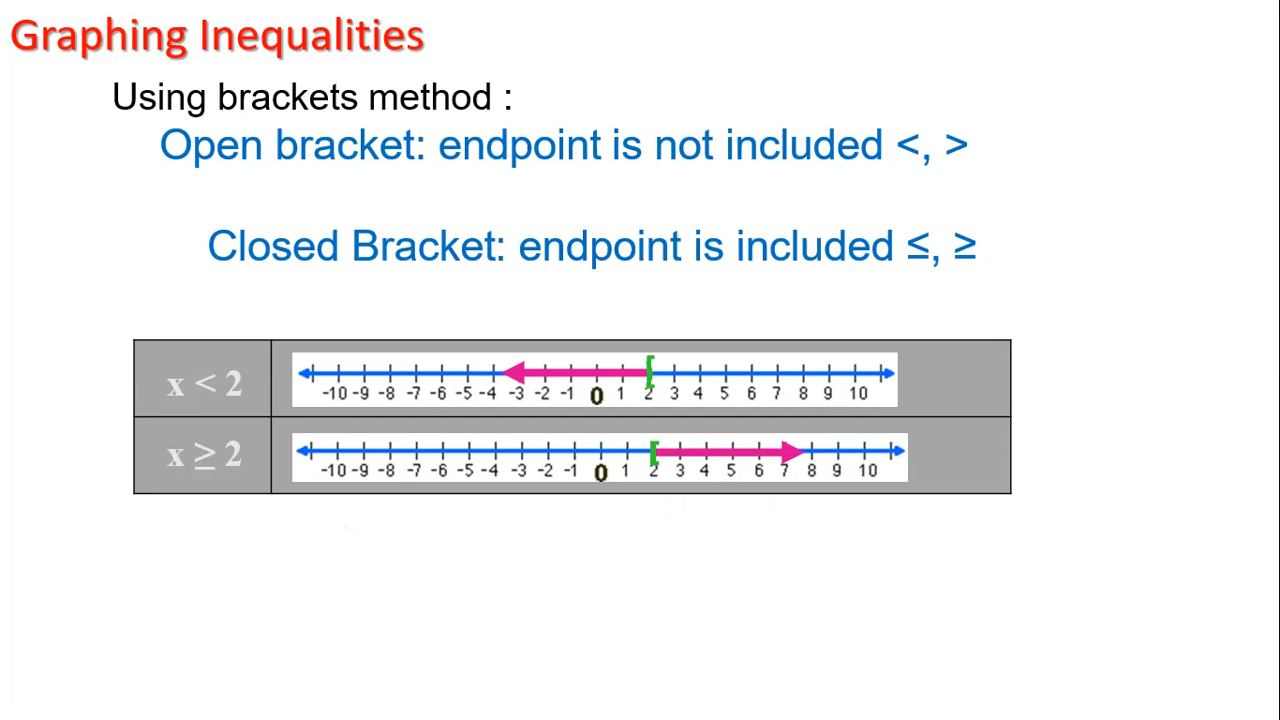 Graphing Inequalities
Using brackets method :
Open bracket: endpoint is not included <, >
Closed Bracket: endpoint is included ≤, ≥
x < 2
-10 -9 -8 -7 -6 -5 -4 -3 -2 -1 0 1 2 3 4 5 6 7 8 9 10
x ≥ 2
-10 -9 -8 -7 -6 -5 -4 -3 -2 -1 0 1 2 3 4 5 6 7 8 9 10